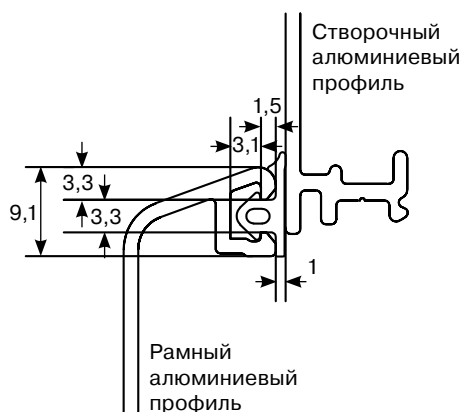 Створочный
алюминиевый
профиль
1,5
3,1
3,3
9,1
3,3
1
Рамный
алюминиевый
профиль